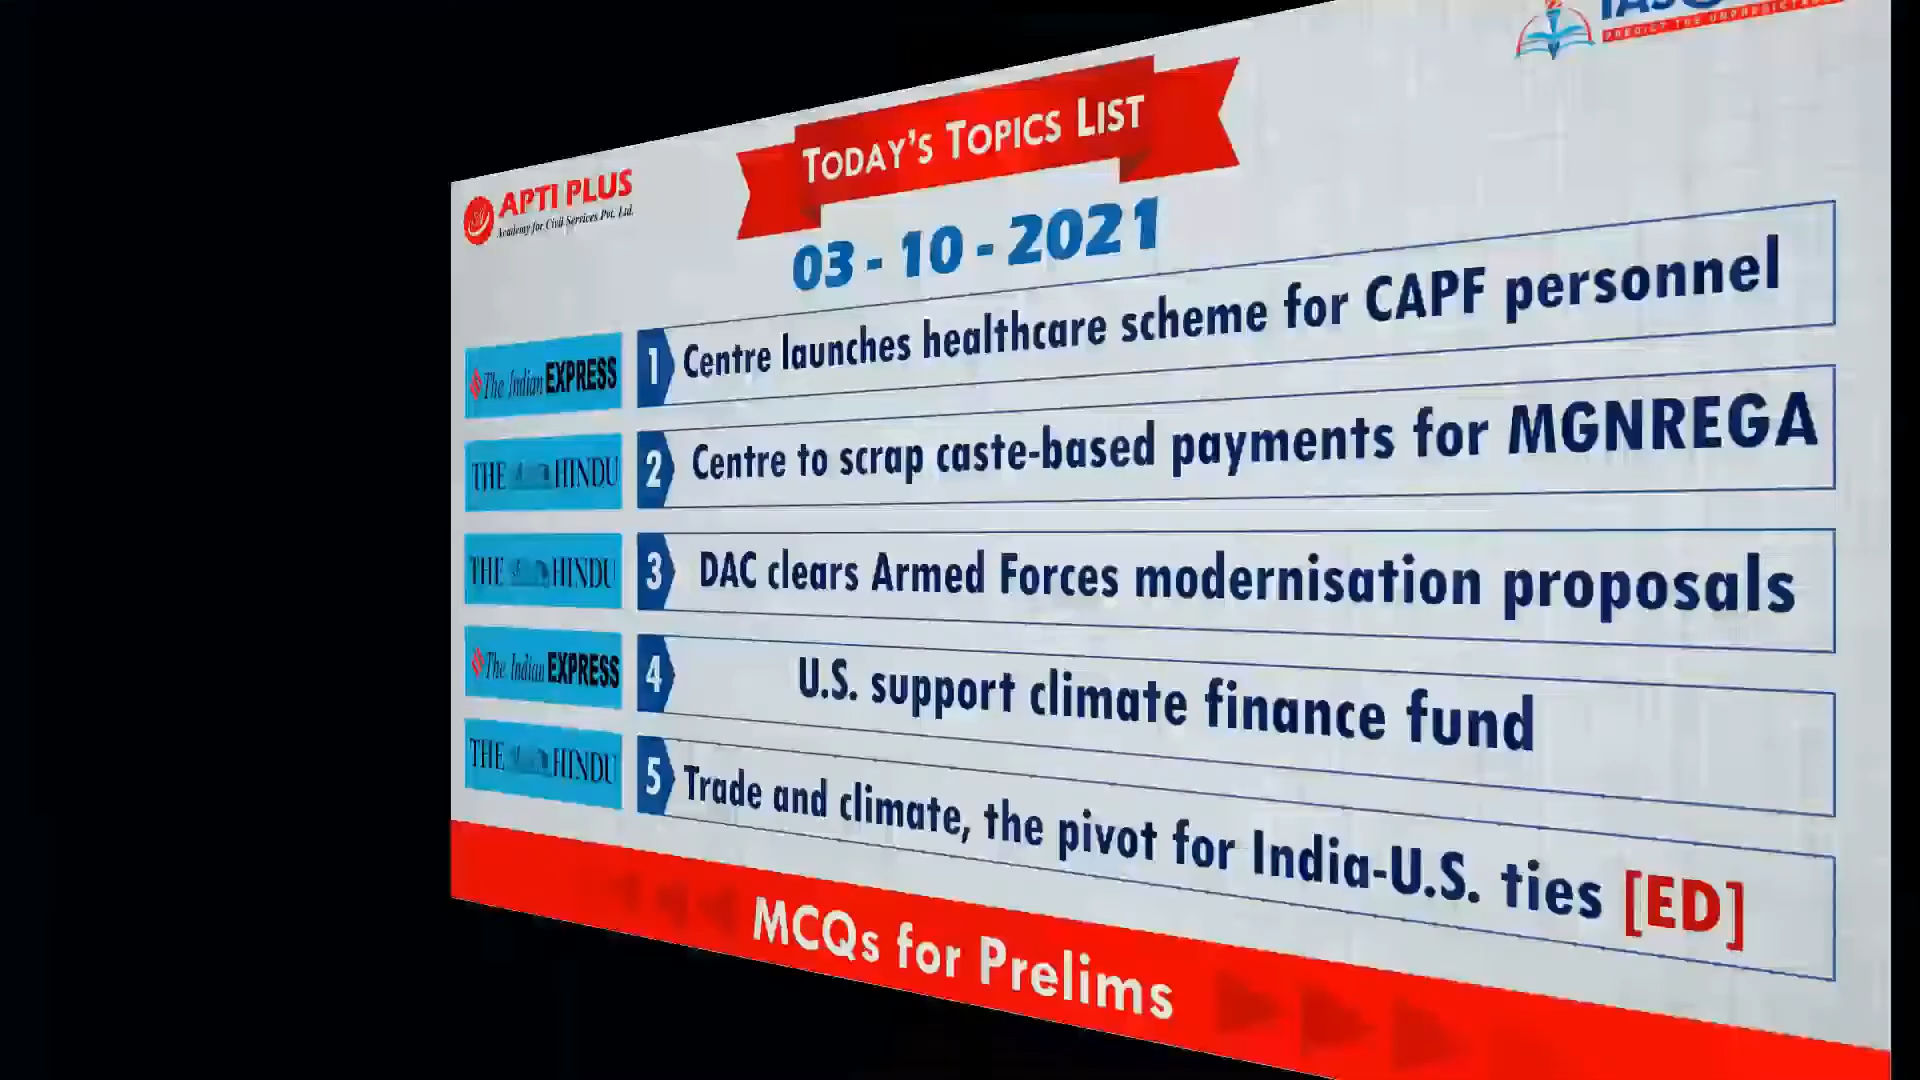 PREDICT THE UNPREDICTABLE
TODAY'S TOPICS LIST
APTI PLUS
Academy for Civil Services Pvt. Ltd.
03 - 10 - 2021
The Indian EXPRESS
1 Centre launches healthcare scheme for CAPF personnel
THE HINDU
2 Centre to scrap caste-based payments for MGNREGA
THE HINDU
3 DAC clears Armed Forces modernisation proposals
The Indian EXPRESS
4 U.S. support climate finance fund
THE HINDU
5 Trade and climate, the pivot for India-U.S. ties [ED]
MCQs for Prelims